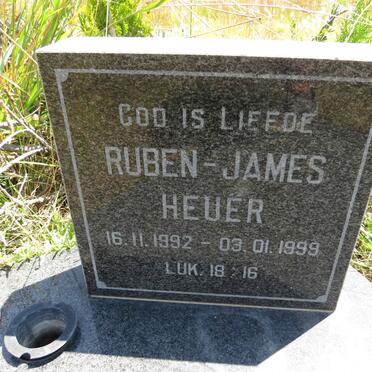 GOD IS LIEFDE
RUBEN-JAMES
HEUER
16.11.1992 - 03.01.1999
LUK. 18:16